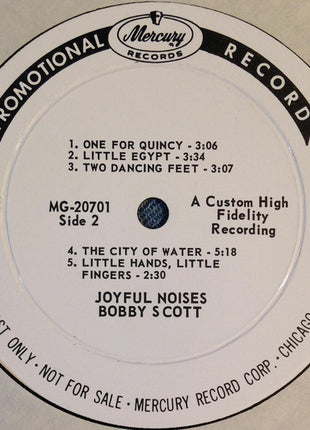 PROMOTIONAL RECORD
Mercury
RECORDS
1. ONE FOR QUINCY - 3:06
2. LITTLE EGYPT - 3:34
3. TWO DANCING FEET - 3:07
MG-20701
Side 2
A Custom High
Fidelity
Recording
4. THE CITY OF WATER - 5:18
5. LITTLE HANDS, LITTLE
FINGERS - 2:30
JOYFUL NOISES
BOBBY SCOTT
ONLY · NOT FOR SALE · MERCURY RECORD CORP. · CHICAGO